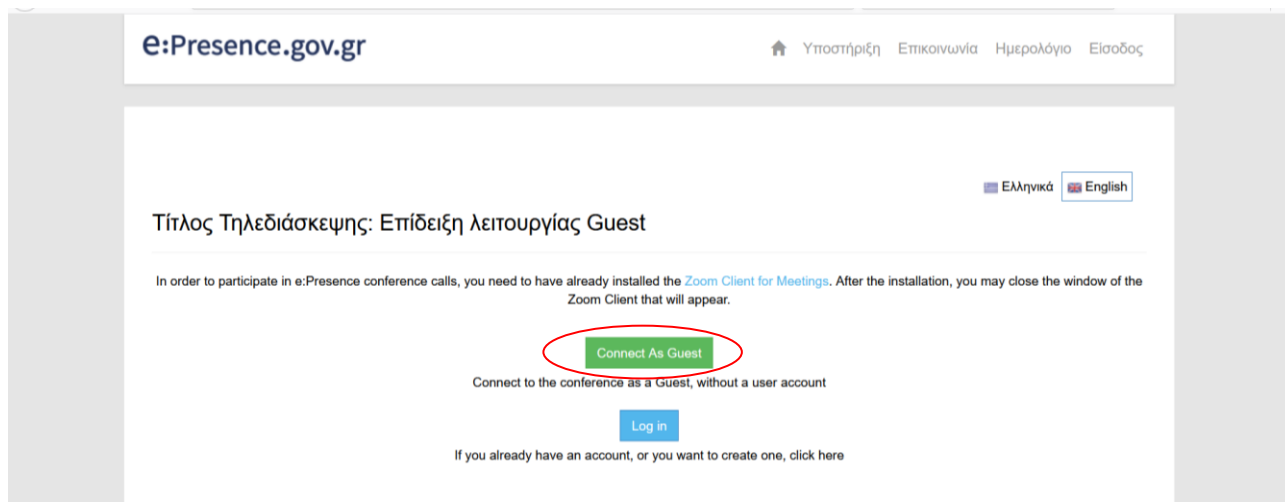 e:Presence.gov.gr
Υποστήριξη Επικοινωνία Ημερολόγιο Είσοδος
Ελληνικά English
Τίτλος Τηλεδιάσκεψης: Επίδειξη λειτουργίας Guest
In order to participate in e:Presence conference calls, you need to have already installed the Zoom Client for Meetings. After the installation, you may close the window of the
Zoom Client that will appear.
Connect As Guest
Connect to the conference as a Guest, without a user account
Log in
If you already have an account, or you want to create one, click here